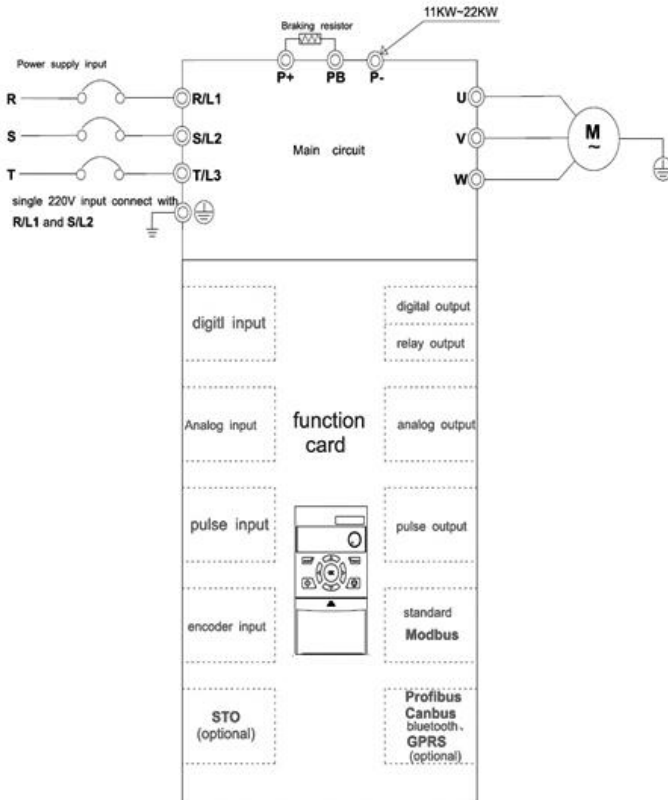 11KW~22KW
Braking resistor
P+ PB P-
Power supply input
R R/L1 U
S S/L2 V
Main circuit
M
~
T T/L3 W
single 220V input connect with
R/L1 and S/L2
digitl input
digital output
relay output
Analog input
function
card
analog output
pulse input
pulse output
encoder input
standard
Modbus
STO
(optional)
Profibus
Canbus
bluetooth、
GPRS
(optional)